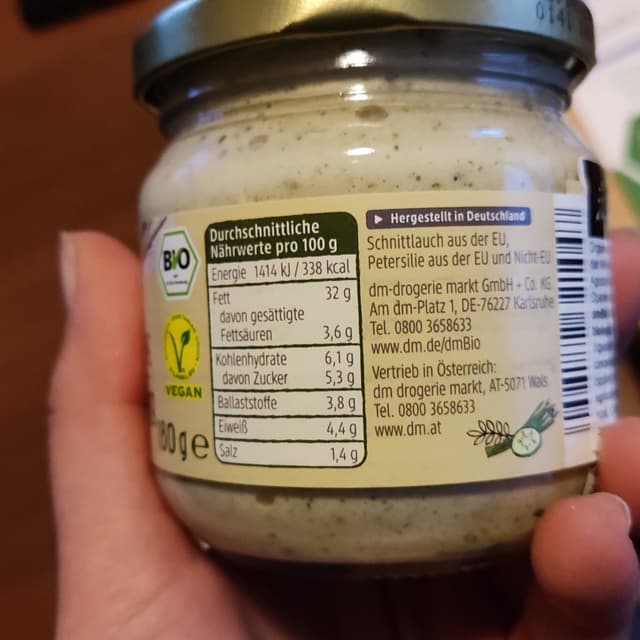 BIO
VEGAN
180 g e
Durchschnittliche
Nährwerte pro 100 g
Energie 1414 kJ / 338 kcal
Fett 32 g
davon gesättigte
Fettsäuren 3,6 g
Kohlenhydrate 6,1 g
davon Zucker 5,3 g
Ballaststoffe 3,8 g
Eiweiß 4,4 g
Salz 1,4 g
Hergestellt in Deutschland
Schnittlauch aus der EU,
Petersilie aus der EU und Nicht-EU
dm-drogerie markt GmbH + Co. KG
Am dm-Platz 1, DE-76227 Karlsruhe
Tel. 0800 3658633
www.dm.de/dmBio
Vertrieb in Österreich:
dm drogerie markt, AT-5071 Wals
Tel. 0800 3658633
www.dm.at